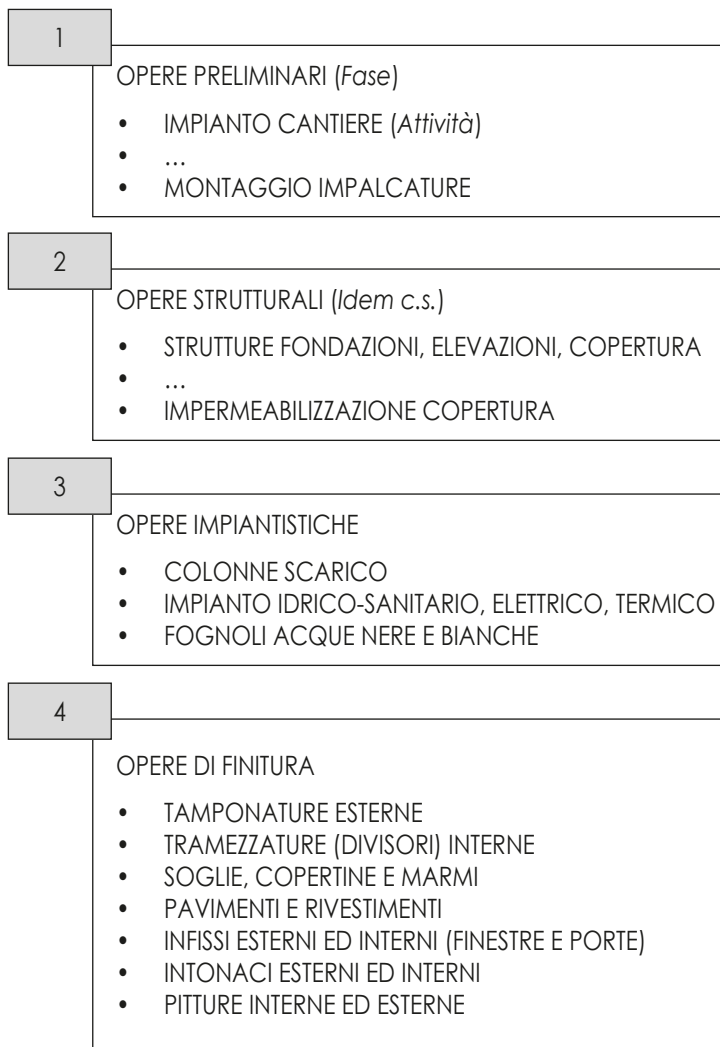 1
OPERE PRELIMINARI (Fase)
• IMPIANTO CANTIERE (Attività)
• ...
• MONTAGGIO IMPALCATURE
2
OPERE STRUTTURALI (Idem c.s.)
• STRUTTURE FONDAZIONI, ELEVAZIONI, COPERTURA
• ...
• IMPERMEABILIZZAZIONE COPERTURA
3
OPERE IMPIANTISTICHE
• COLONNE SCARICO
• IMPIANTO IDRICO-SANITARIO, ELETTRICO, TERMICO
• FOGNOLI ACQUE NERE E BIANCHE
4
OPERE DI FINITURA
• TAMPONATURE ESTERNE
• TRAMEZZATURE (DIVISORI) INTERNE
• SOGLIE, COPERTINE E MARMI
• PAVIMENTI E RIVESTIMENTI
• INFISSI ESTERNI ED INTERNI (FINESTRE E PORTE)
• INTONACI ESTERNI ED INTERNI
• PITTURE INTERNE ED ESTERNE